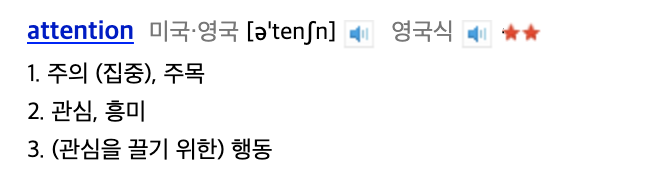 attention 미국·영국 [ə'tenʃn] 영국식 ★★
1. 주의 (집중), 주목
2. 관심, 흥미
3. (관심을 끌기 위한) 행동